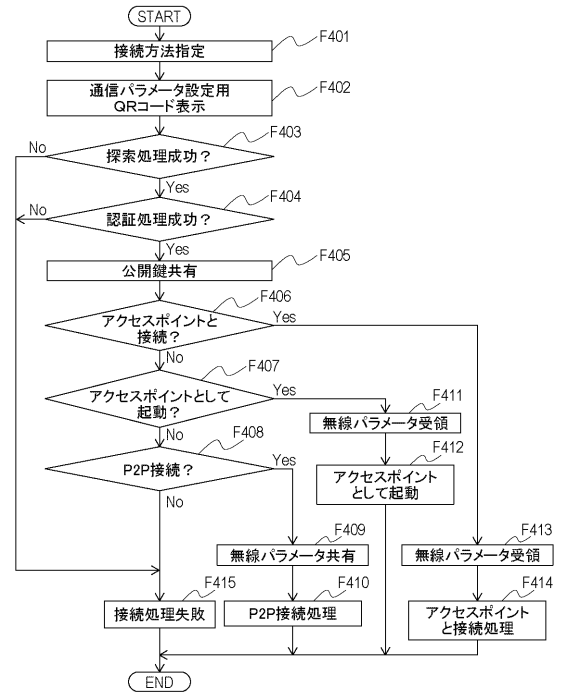 START
接続方法指定
F401
通信パラメータ設定用
QRコード表示
F402
F403
No
探索処理成功？
Yes
F404
No
認証処理成功？
Yes
F405
公開鍵共有
F406
アクセスポイントと
接続？
Yes
No
F407
アクセスポイントとして
起動？
Yes
F411
無線パラメータ受領
No
F408
F412
P2P接続？
Yes
アクセスポイント
として起動
No
F409
F413
無線パラメータ共有
無線パラメータ受領
F415
F410
F414
接続処理失敗
P2P接続処理
アクセスポイント
と接続処理
END